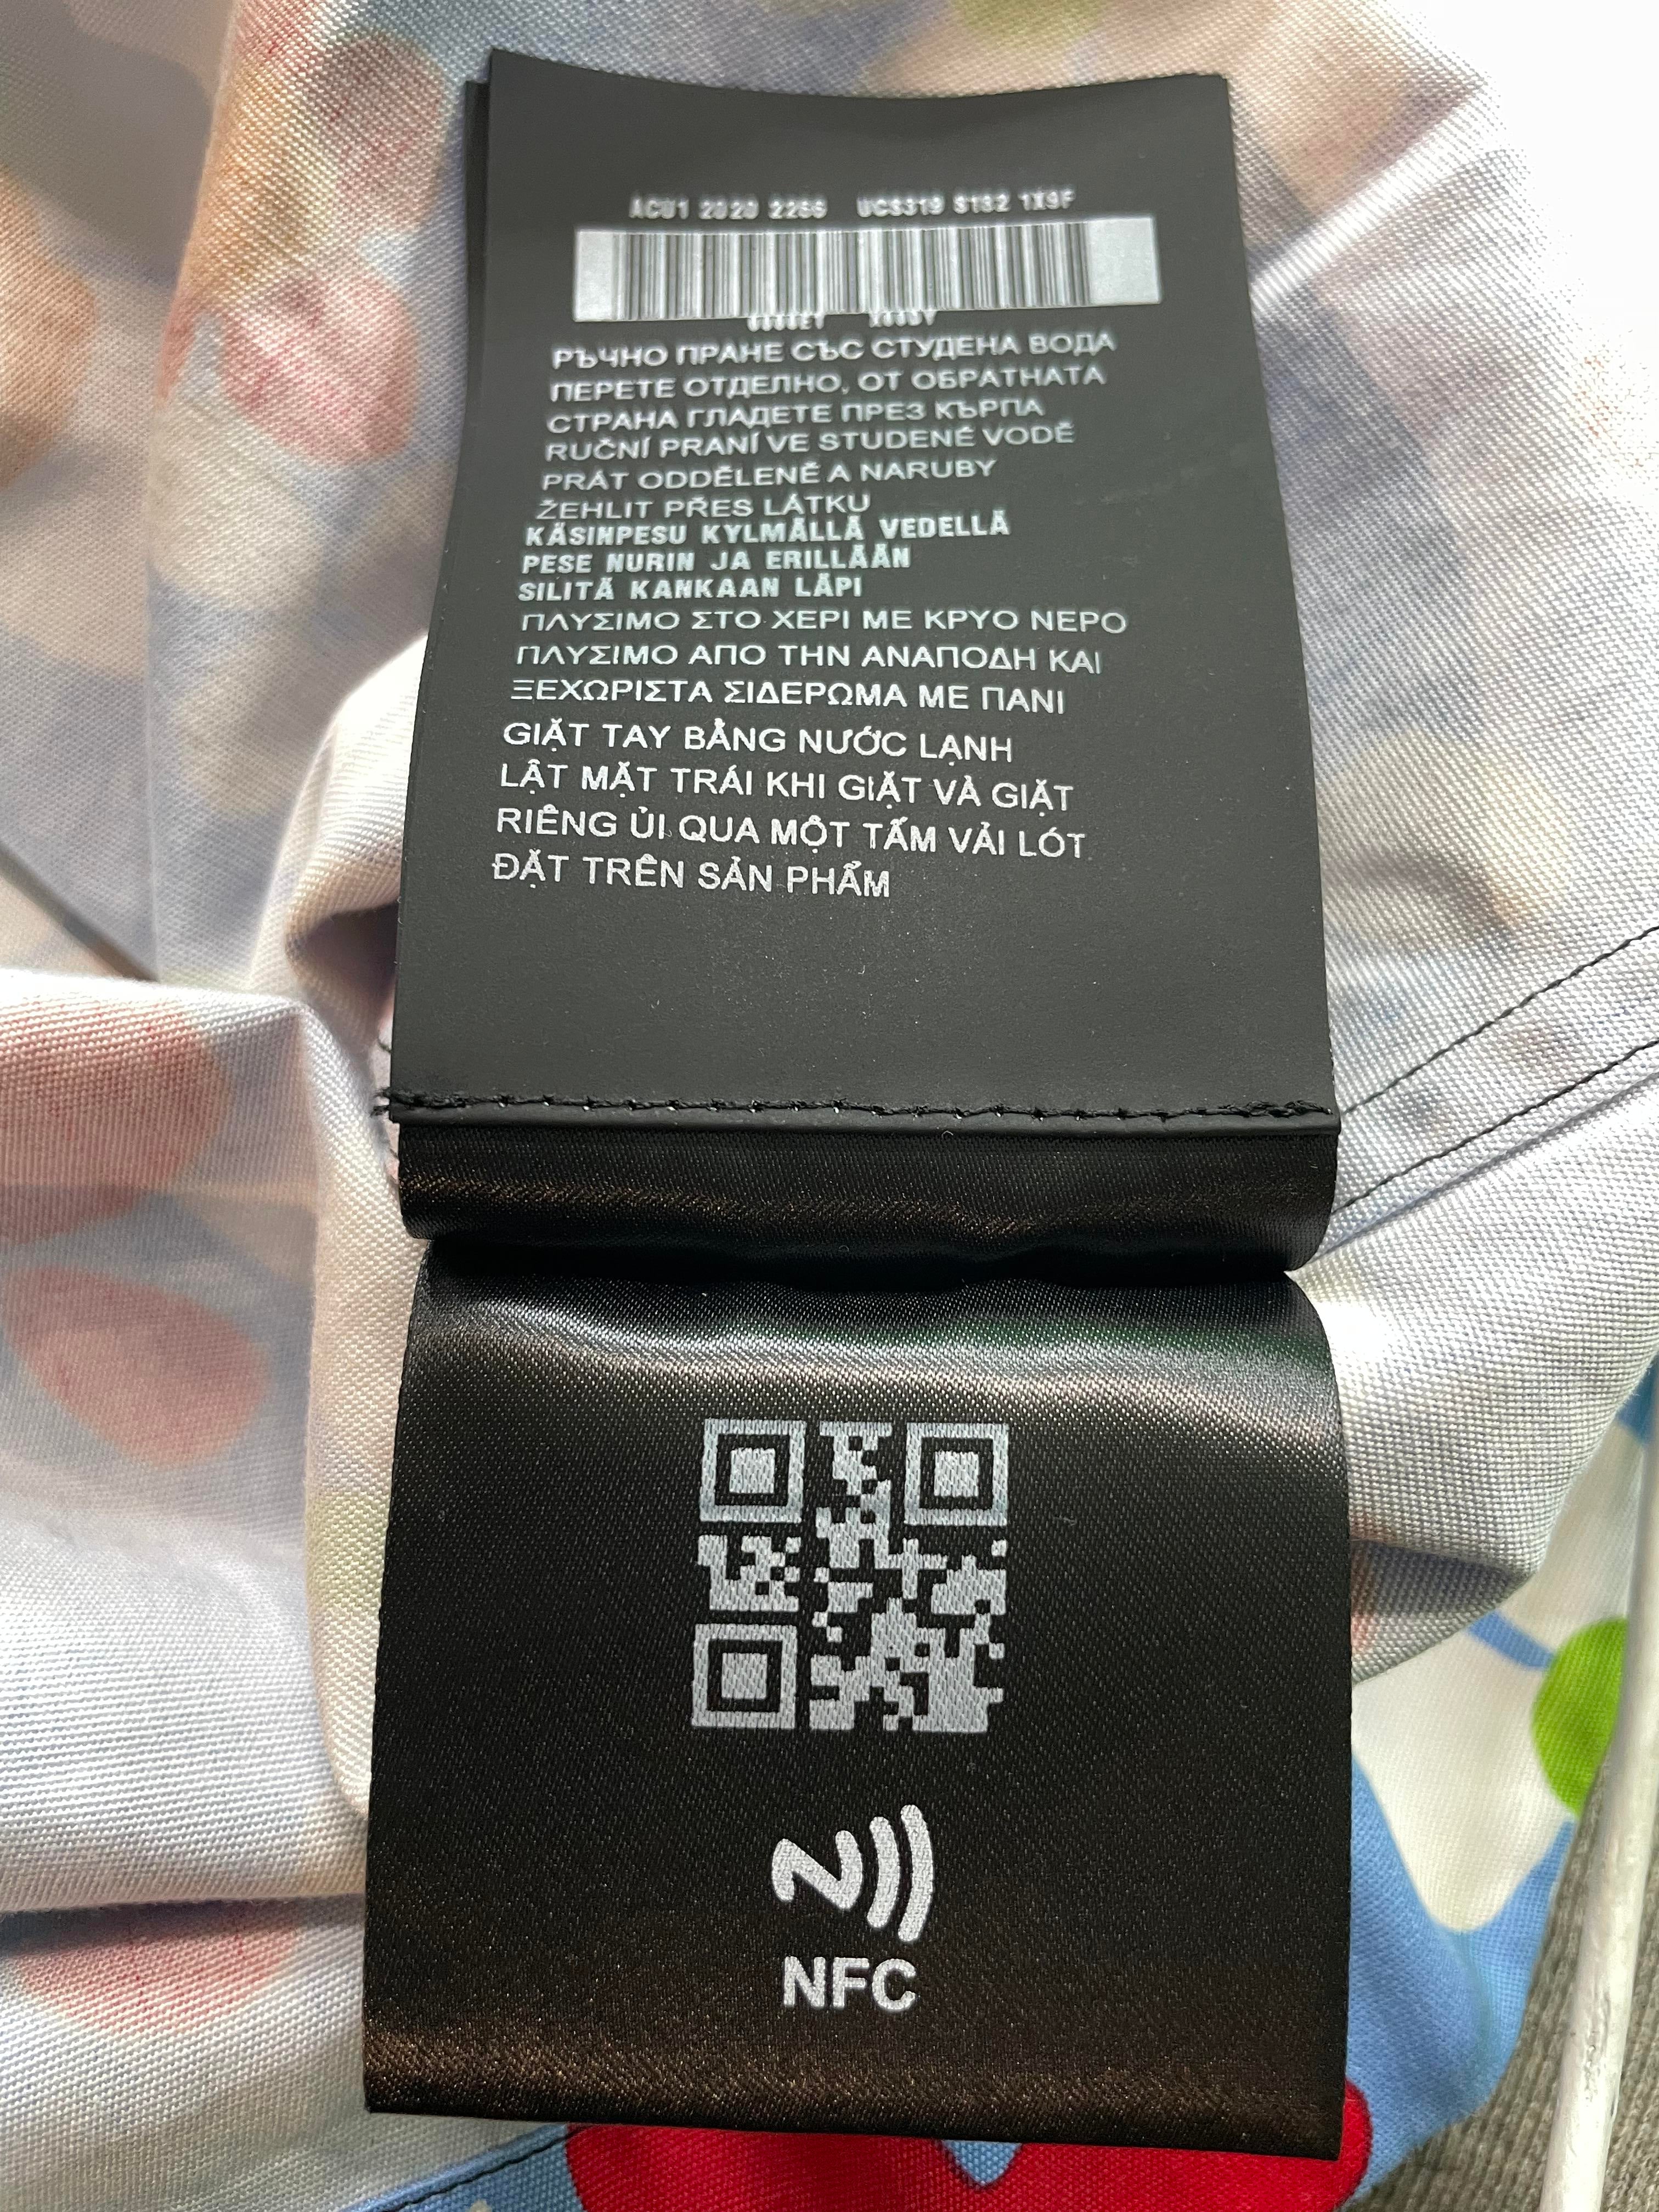 ACU1 2020 2256 UCS319 S1S2 1X9F
РЪЧНО ПРАНЕ СЪС СТУДЕНА ВОДА
ПЕРЕТЕ ОТДЕЛНО, ОТ ОБРАТНАТА
СТРАНА ГЛАДЕТЕ ПРЕЗ КЪРПА
RUČNÍ PRANÍ VE STUDENÉ VODĚ
PRÁT ODDĚLENĚ A NARUBY
ŽEHLIT PŘES LÁTKU
KÄSINPESU KYLMÄLLÄ VEDELLÄ
PESE NURIN JA ERILLÄÄN
SILITÄ KANKAAN LÄPI
ΠΛΥΣΙΜΟ ΣΤΟ ΧΕΡΙ ΜΕ ΚΡΥΟ ΝΕΡΟ
ΠΛΥΣΙΜΟ ΑΠΟ ΤΗΝ ΑΝΑΠΟΔΗ ΚΑΙ
ΞΕΧΩΡΙΣΤΑ ΣΙΔΕΡΩΜΑ ΜΕ ΠΑΝΙ
GIẶT TAY BẰNG NƯỚC LẠNH
LẬT MẶT TRÁI KHI GIẶT VÀ GIẶT
RIÊNG ỦI QUA MỘT TẤM VẢI LÓT
ĐẶT TRÊN SẢN PHẨM
NFC